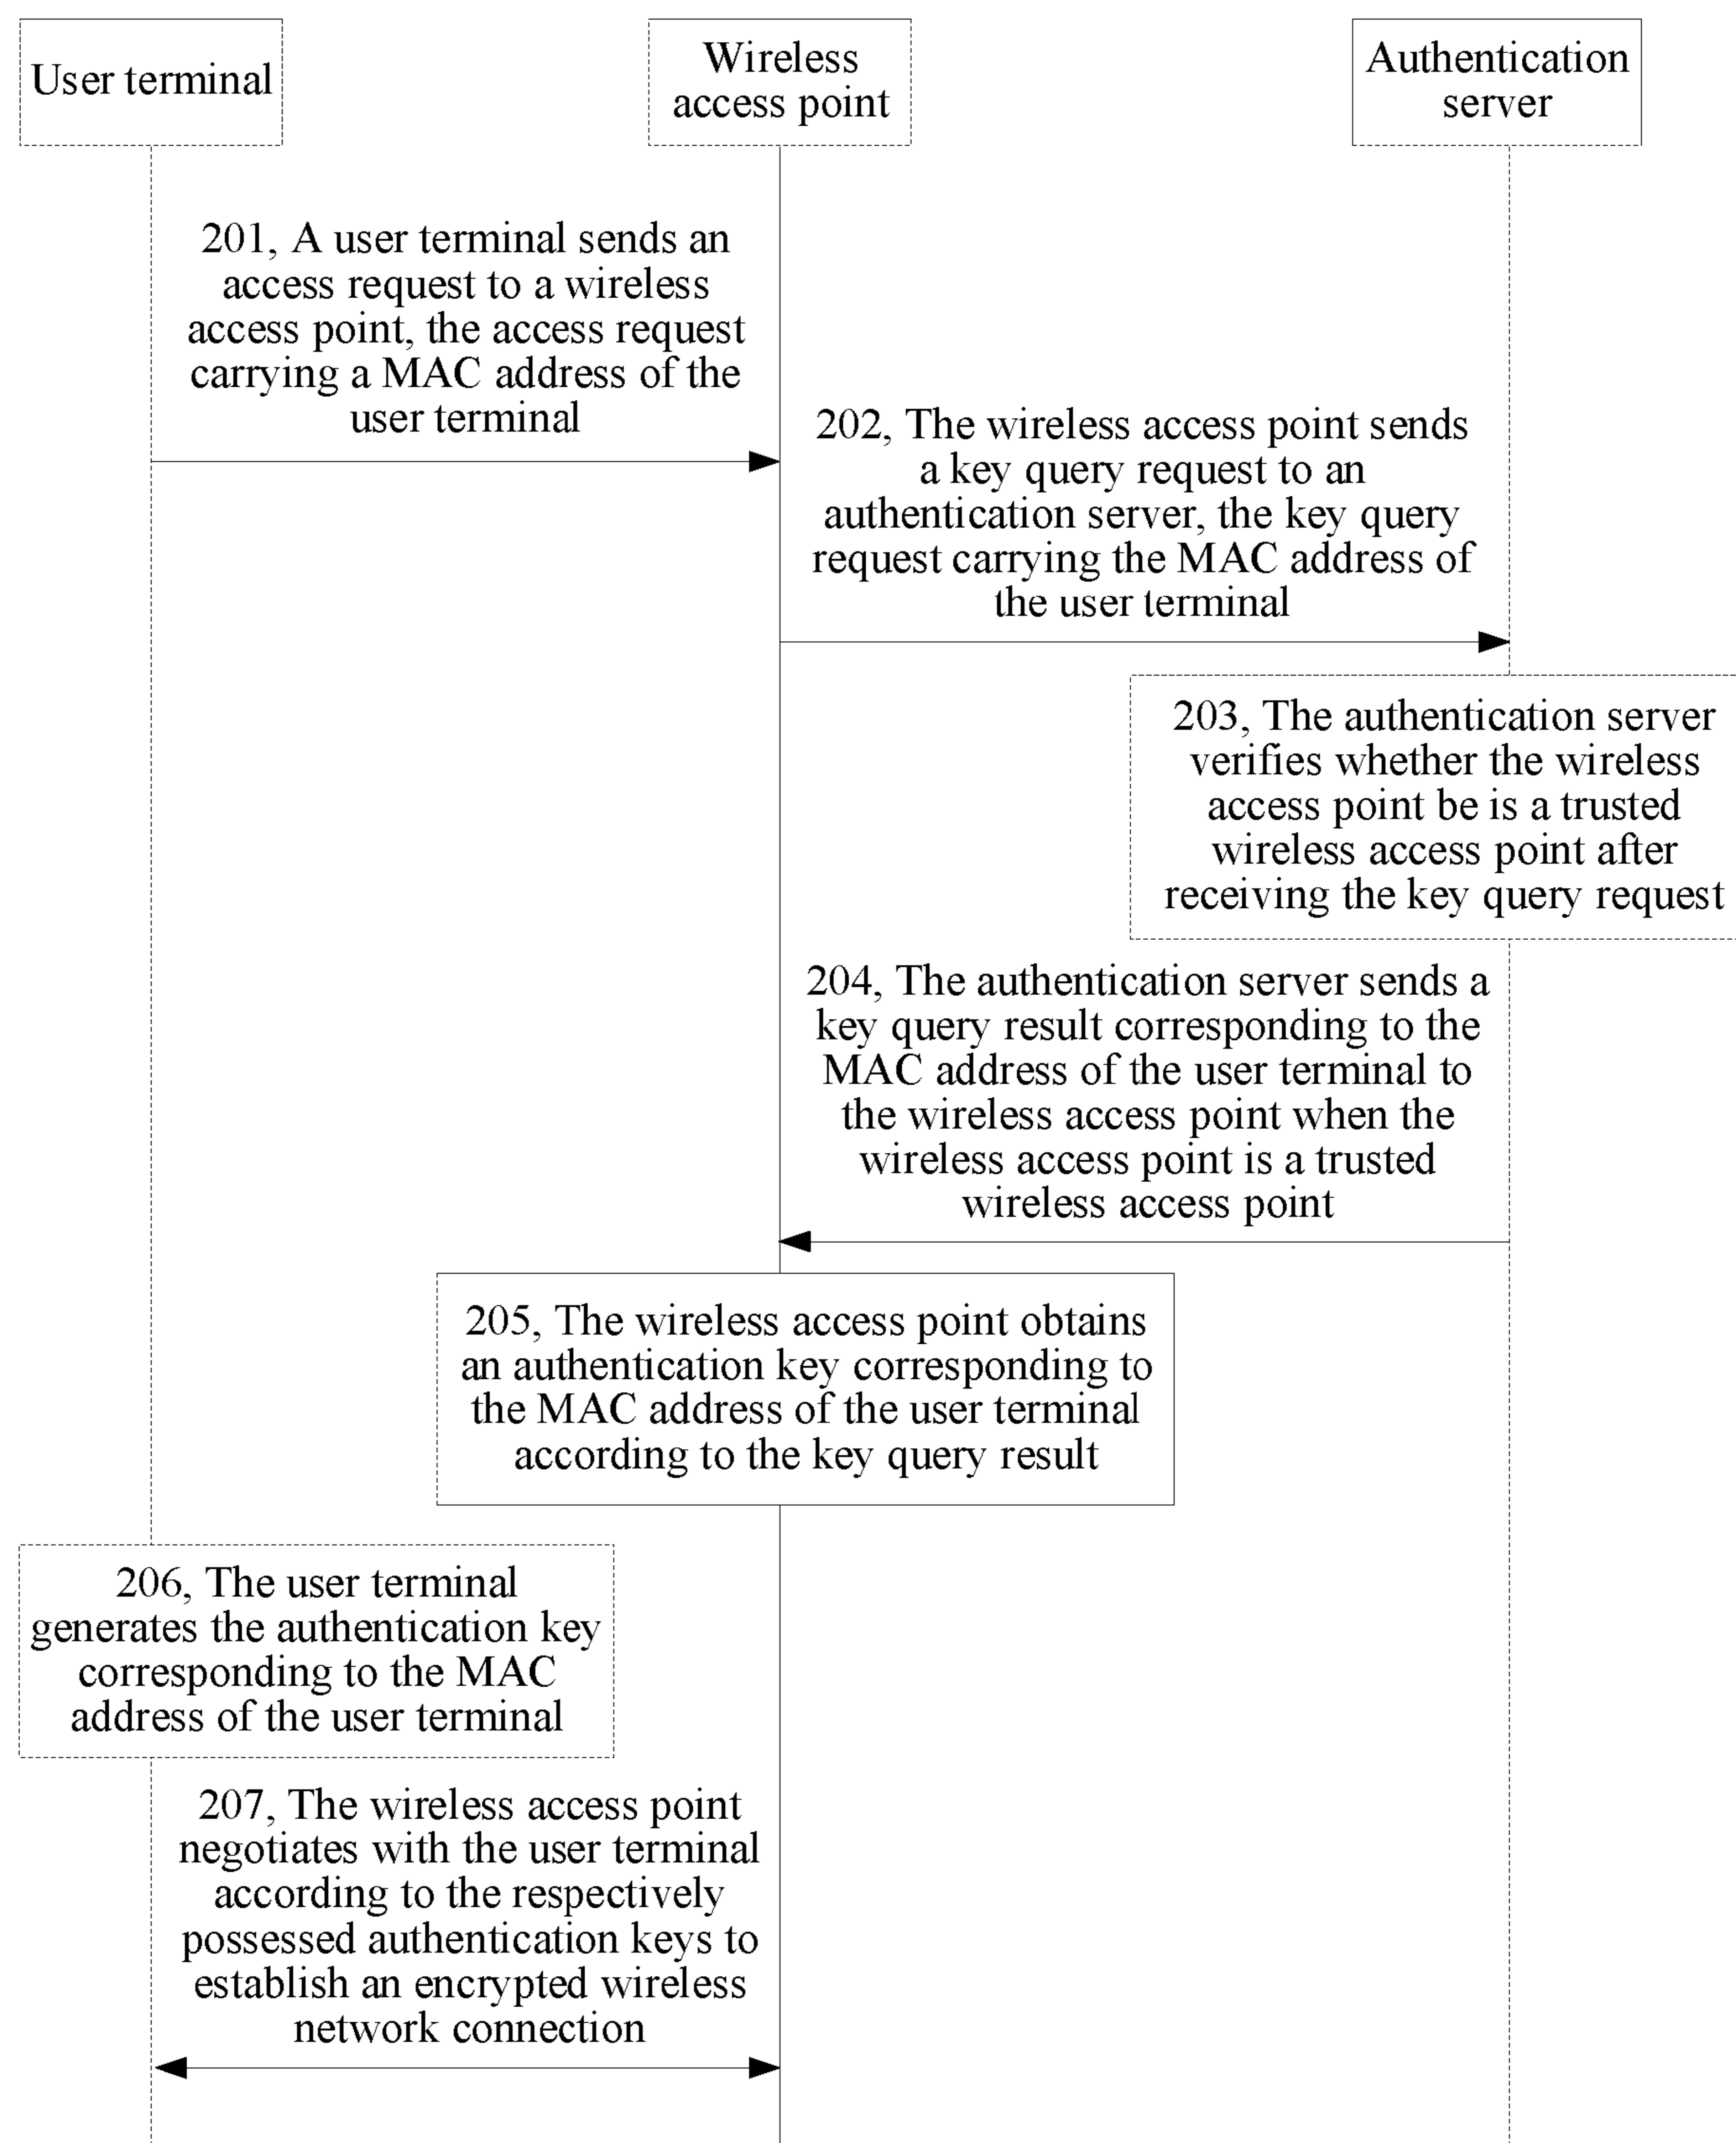 User terminal
Wireless
access point
Authentication
server
201, A user terminal sends an
access request to a wireless
access point, the access request
carrying a MAC address of the
user terminal
202, The wireless access point sends
a key query request to an
authentication server, the key query
request carrying the MAC address of
the user terminal
203, The authentication server
verifies whether the wireless
access point be is a trusted
wireless access point after
receiving the key query request
204, The authentication server sends a
key query result corresponding to the
MAC address of the user terminal to
the wireless access point when the
wireless access point is a trusted
wireless access point
205, The wireless access point obtains
an authentication key corresponding to
the MAC address of the user terminal
according to the key query result
206, The user terminal
generates the authentication key
corresponding to the MAC
address of the user terminal
207, The wireless access point
negotiates with the user terminal
according to the respectively
possessed authentication keys to
establish an encrypted wireless
network connection